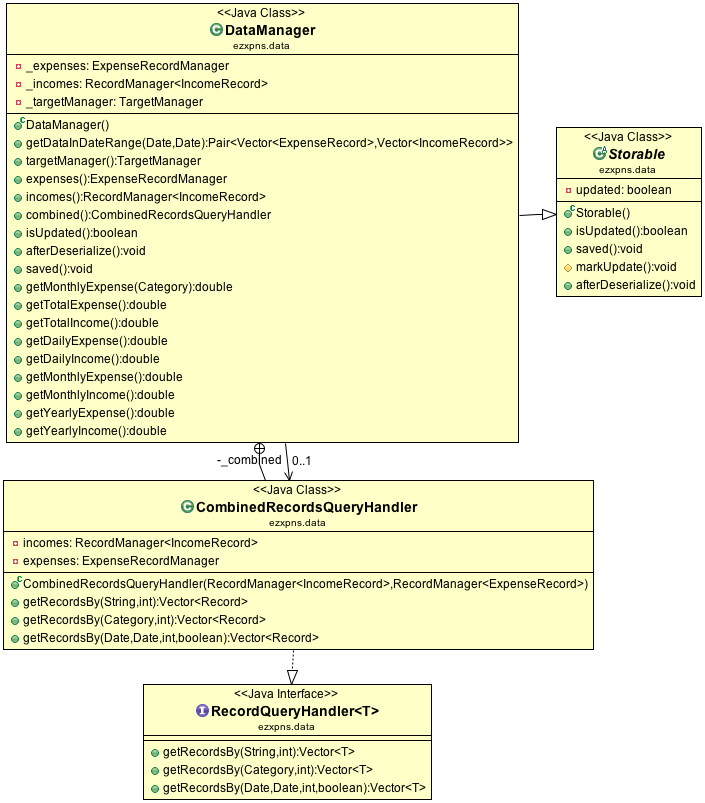 <<Java Class>>
DataManager
ezxpns.data
_expenses: ExpenseRecordManager
_incomes: RecordManager<IncomeRecord>
_targetManager: TargetManager
DataManager()
getDataInDateRange(Date,Date):Pair<Vector<ExpenseRecord>,Vector<IncomeRecord>>
targetManager():TargetManager
expenses():ExpenseRecordManager
incomes():RecordManager<IncomeRecord>
combined():CombinedRecordsQueryHandler
isUpdated():boolean
afterDeserialize():void
saved():void
getMonthlyExpense(Category):double
getTotalExpense():double
getTotalIncome():double
getDailyExpense():double
getDailyIncome():double
getMonthlyExpense():double
getMonthlyIncome():double
getYearlyExpense():double
getYearlyIncome():double
<<Java Class>>
Storable
ezxpns.data
updated: boolean
Storable()
isUpdated():boolean
saved():void
markUpdate():void
afterDeserialize():void
-_combined 0..1
<<Java Class>>
CombinedRecordsQueryHandler
ezxpns.data
incomes: RecordManager<IncomeRecord>
expenses: ExpenseRecordManager
CombinedRecordsQueryHandler(RecordManager<IncomeRecord>,RecordManager<ExpenseRecord>)
getRecordsBy(String,int):Vector<Record>
getRecordsBy(Category,int):Vector<Record>
getRecordsBy(Date,Date,int,boolean):Vector<Record>
<<Java Interface>>
RecordQueryHandler<T>
ezxpns.data
getRecordsBy(String,int):Vector<T>
getRecordsBy(Category,int):Vector<T>
getRecordsBy(Date,Date,int,boolean):Vector<T>